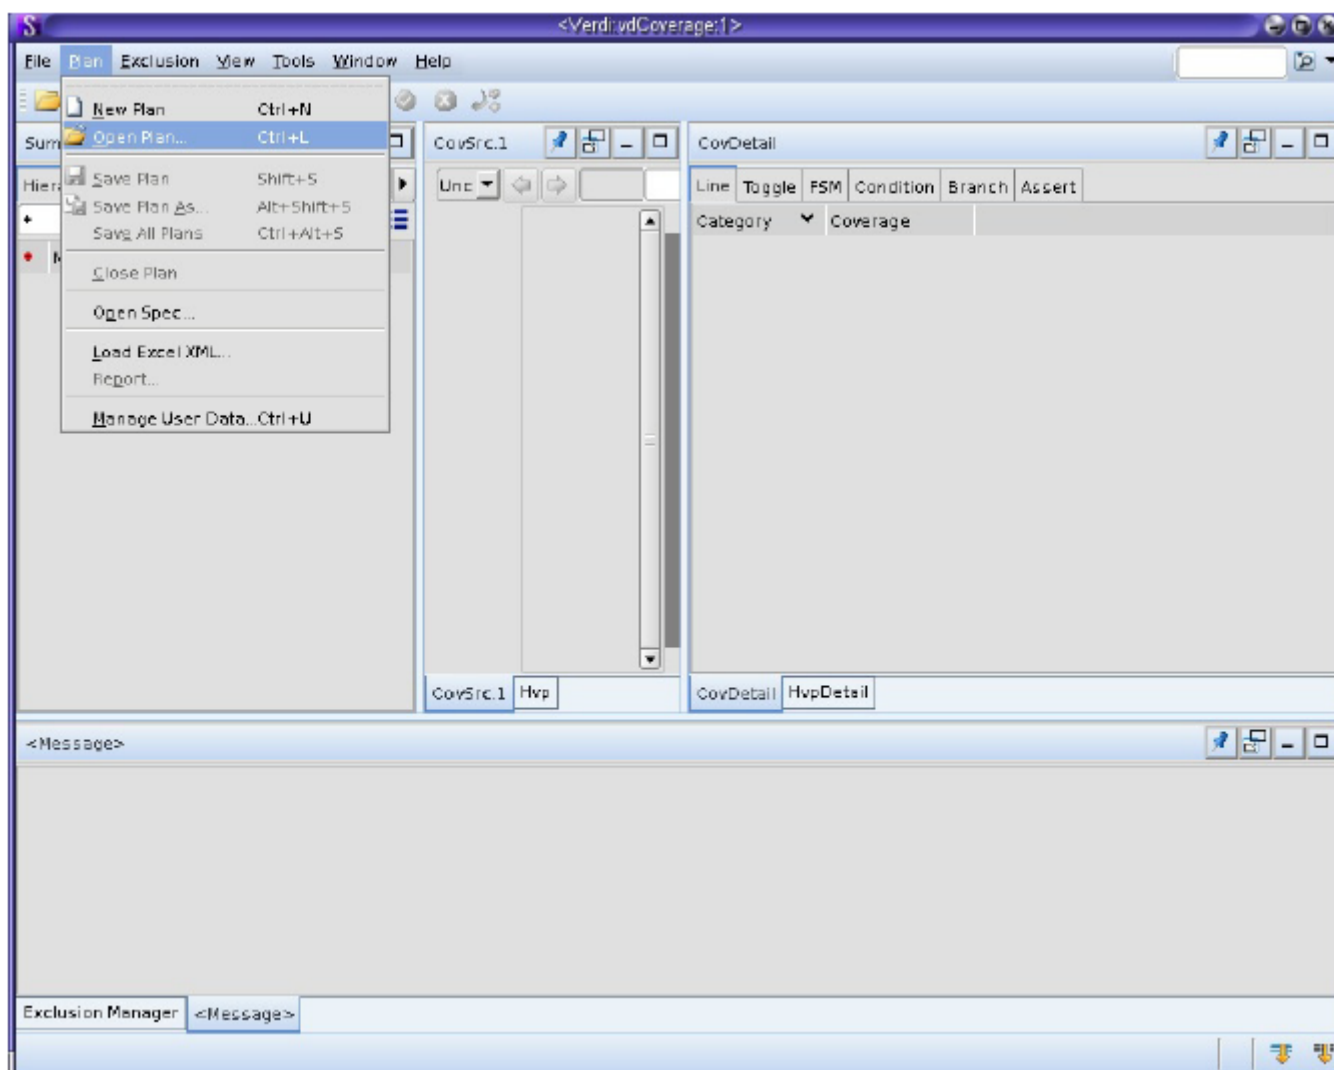 S <Verdi:vdCoverage:1>
File Plan Exclusion View Tools Window Help
New Plan Ctrl+N
Open Plan... Ctrl+L
Save Plan Shift+S
Save Plan As... Alt+Shift+S
Save All Plans Ctrl+Alt+S
Close Plan
Open Spec...
Load Excel XML...
Report...
Manage User Data...Ctrl+U
Sum
Hier
CovSrc.1
Unc
CovSrc.1 Hvp
CovDetail
Line Toggle FSM Condition Branch Assert
Category Coverage
CovDetail HvpDetail
<Message>
Exclusion Manager <Message>